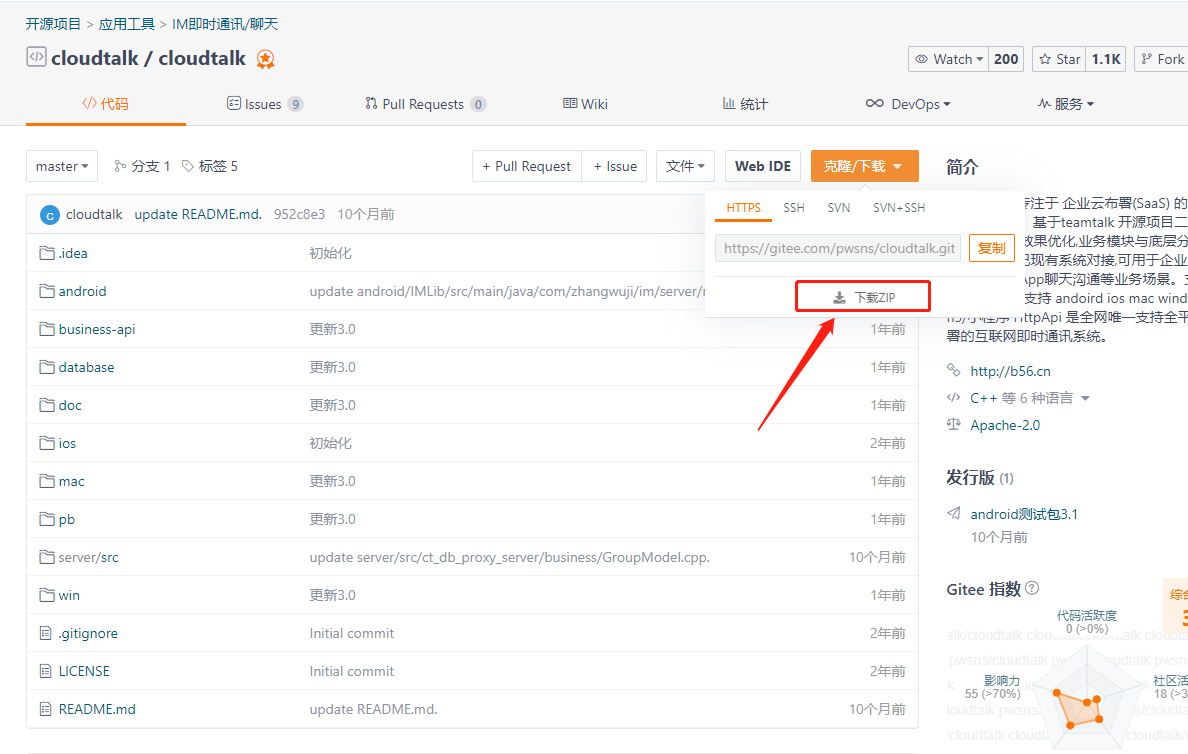 开源项目 > 应用工具 > IM即时通讯/聊天
cloudtalk / cloudtalk
Watch 200 Star 1.1K Fork
代码 Issues 9 Pull Requests 0 Wiki 统计 DevOps 服务
master 分支 1 标签 5 + Pull Request + Issue 文件 Web IDE 克隆/下载 简介
HTTPS SSH SVN SVN+SSH
https://gitee.com/pwsns/cloudtalk.git 复制
下载ZIP
C cloudtalk update README.md. 952c8e3 10个月前
.idea 初始化
android update android/IMLib/src/main/java/com/zhangwuji/im/server/
business-api 更新3.0 1年前
database 更新3.0 1年前
doc 更新3.0 1年前
ios 初始化 2年前
mac 更新3.0 1年前
pb 更新3.0 1年前
server/src update server/src/ct_db_proxy_server/business/GroupModel.cpp. 10个月前
win 更新3.0 1年前
.gitignore Initial commit 2年前
LICENSE Initial commit 2年前
README.md update README.md. 10个月前
专注于 企业云布署(SaaS) 的
基于teamtalk 开源项目二
效果优化,业务模块与底层分
现有系统对接,可用于企业
App聊天沟通等业务场景。
支持 andoird ios mac wind
HttpApi 是全网唯一支持全平
署的互联网即时通讯系统。
http://b56.cn
C++ 等 6 种语言
Apache-2.0
发行版 (1)
android测试包3.1
10个月前
Gitee 指数
代码活跃度
0 (>0%)
影响力
55 (>70%)
社区活
18 (>3